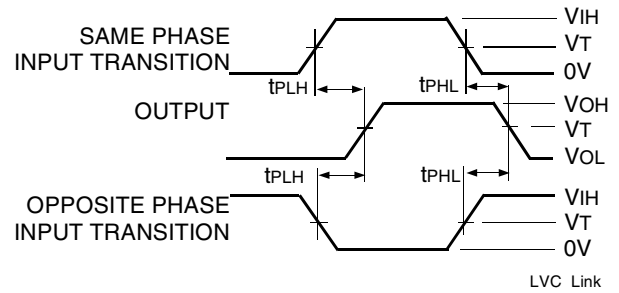 SAME PHASE
INPUT TRANSITION
VIH
VT
0V
tPLH
tPHL
OUTPUT
VOH
VT
VOL
tPLH
tPHL
OPPOSITE PHASE
INPUT TRANSITION
VIH
VT
0V
LVC Link